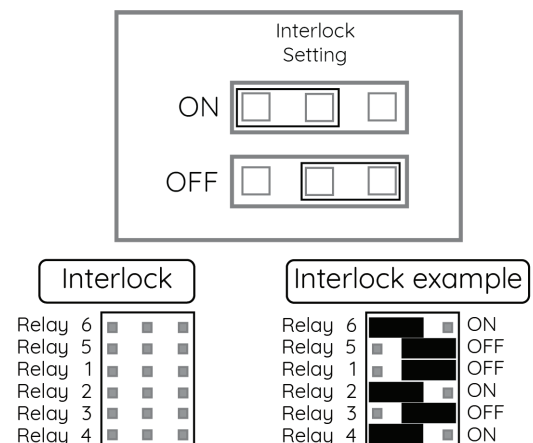 Interlock
Setting
ON
OFF
Interlock
Interlock example
Relay 6
Relay 5
Relay 1
Relay 2
Relay 3
Relay 4
Relay 6 ON
Relay 5 OFF
Relay 1 OFF
Relay 2 ON
Relay 3 OFF
Relay 4 ON